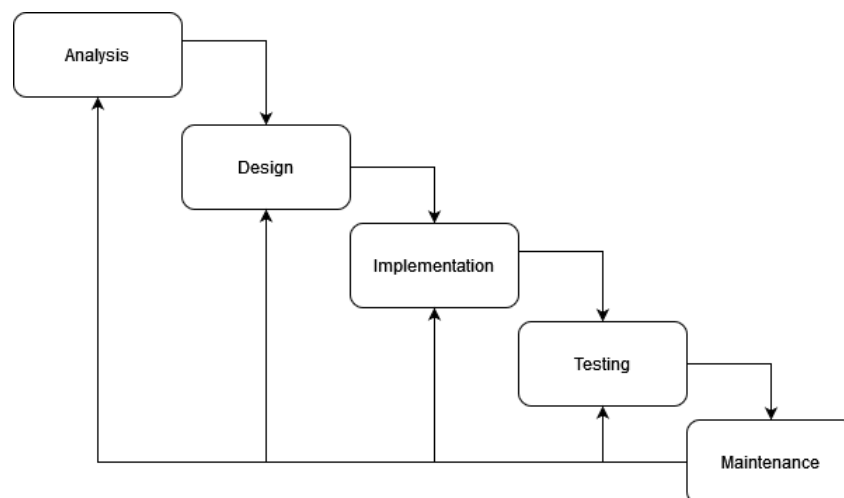 Analysis
Design
Implementation
Testing
Maintenance